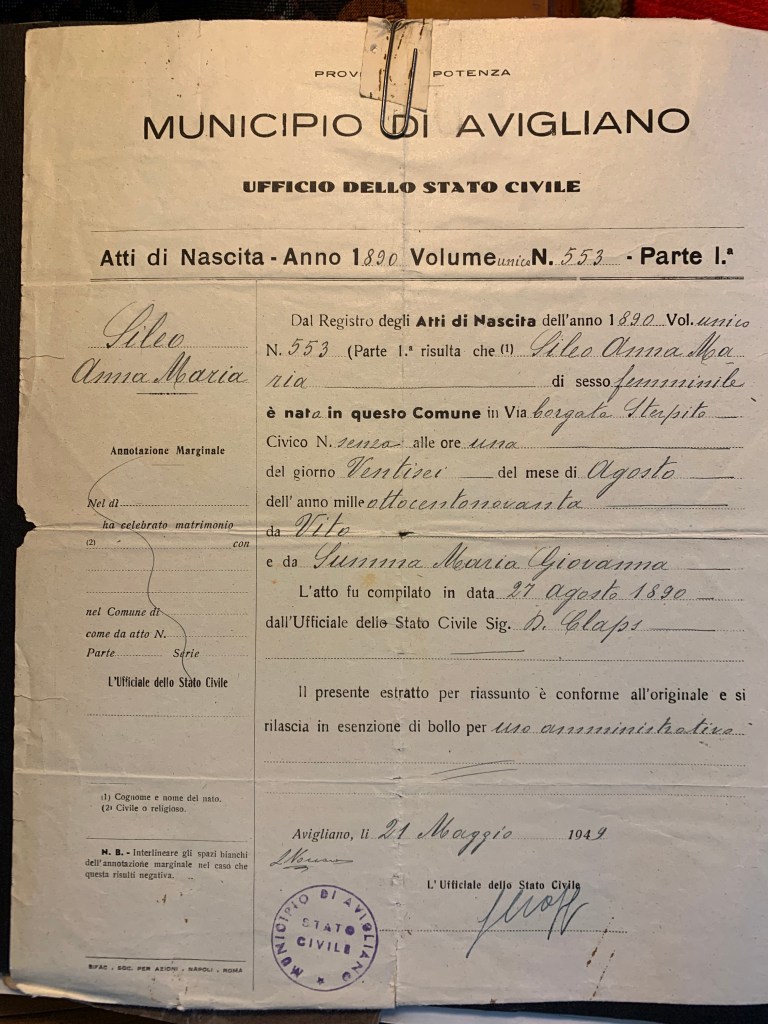 PROV POTENZA
MUNICIPIO DI AVIGLIANO
UFFICIO DELLO STATO CIVILE
Atti di Nascita - Anno 1890 Volume unico N. 553 - Parte I.ª
Sileo
Anna Maria
Annotazione Marginale
Nel dì
ha celebrato matrimonio
(2) con
nel Comune di
come da atto N.
Parte Serie
L'Ufficiale dello Stato Civile
(1) Cognome e nome del nato.
(2) Civile o religioso.
N. B. - Interlineare gli spazi bianchi
dell'annotazione marginale nel caso che
questa risulti negativa.
SIFAC . SOC. PER AZIONI . NAPOLI . ROMA
Dal Registro degli Atti di Nascita dell'anno 1890 Vol. unico
N. 553 (Parte 1.ª risulta che (1) Sileo Anna Ma-
ria di sesso femminile
è nata in questo Comune in Via borgata Sterpito
Civico N. senza alle ore una
del giorno Ventisei del mese di Agosto
dell'anno mille ottocentonovanta
da Vito
e da Summa Maria Giovanna
L'atto fu compilato in data 27 agosto 1890
dall'Ufficiale dello Stato Civile Sig. D. Claps
Il presente estratto per riassunto è conforme all'originale e si
rilascia in esenzione di bollo per uso amministrativo
Avigliano, li 21 Maggio 1949
L'Ufficiale dello Stato Civile
MUNICIPIO DI AVIGLIANO
STATO
CIVILE